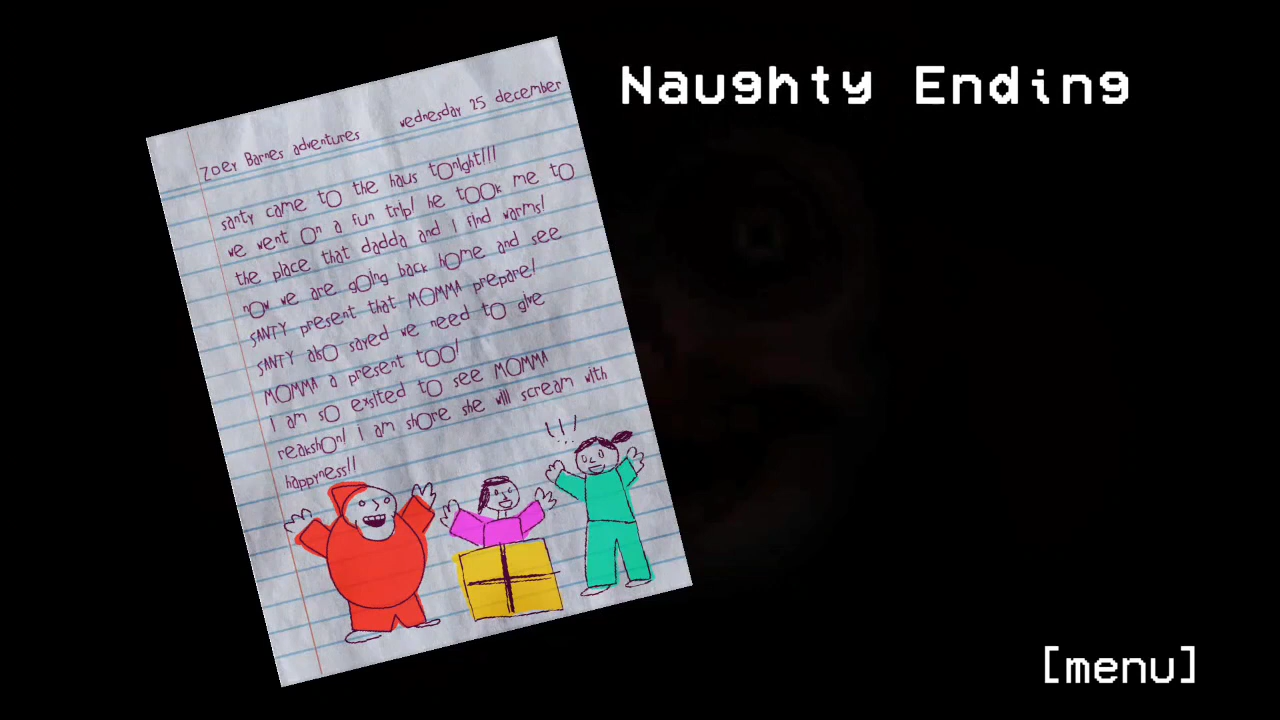 Naughty Ending
Zoey Barnes adventures wednesday 25 december
santy came to the haus tonight!!!
we went on a fun trip! he took me to
the place that dadda and i find warms!
now we are going back home and see
SANTY present that MOMMA prepare!
SANTY also sayed we need to give
MOMMA a present too!
I am so exsited to see MOMMA
reakshon! i am shore she will scream with
happyness!!
!!!
[menu]